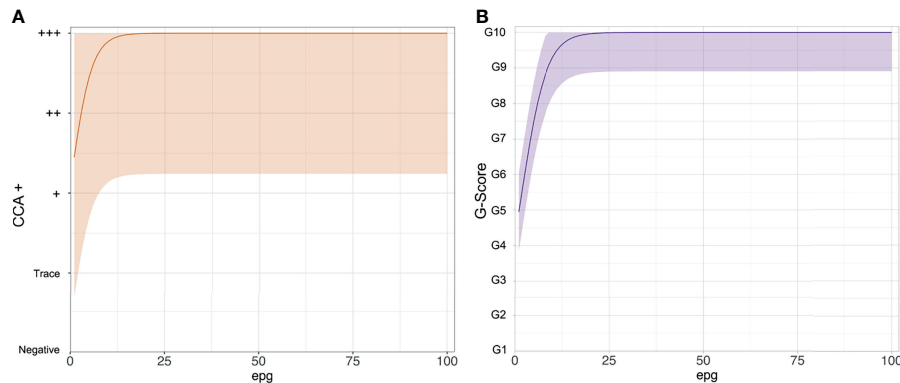 A
CCA +
+++
++
+
Trace
Negative
0
25
50
75
100
epg
B
G-Score
G10
G9
G8
G7
G6
G5
G4
G3
G2
G1
0
25
50
75
100
epg